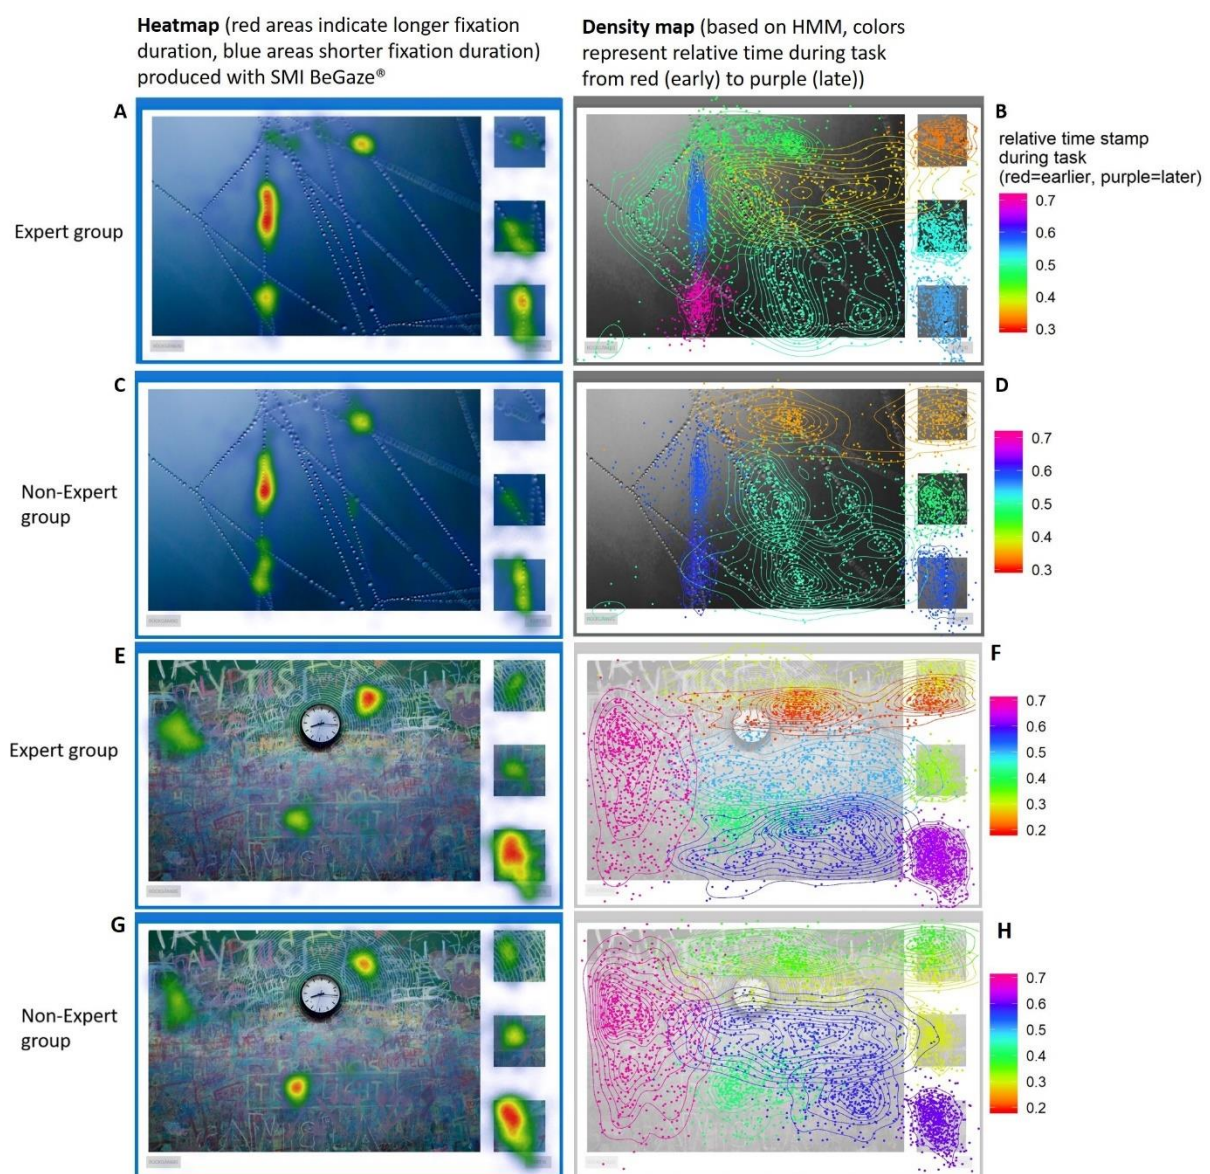 Heatmap (red areas indicate longer fixation
duration, blue areas shorter fixation duration)
produced with SMI BeGaze®
Density map (based on HMM, colors
represent relative time during task
from red (early) to purple (late))
A
B
relative time stamp
during task
(red=earlier, purple=later)
Expert group
0.7
0.6
0.5
0.4
0.3
C
D
Non-Expert
group
0.7
0.6
0.5
0.4
0.3
E
F
Expert group
0.7
0.6
0.5
0.4
0.3
0.2
G
H
Non-Expert
group
0.7
0.6
0.5
0.4
0.3
0.2